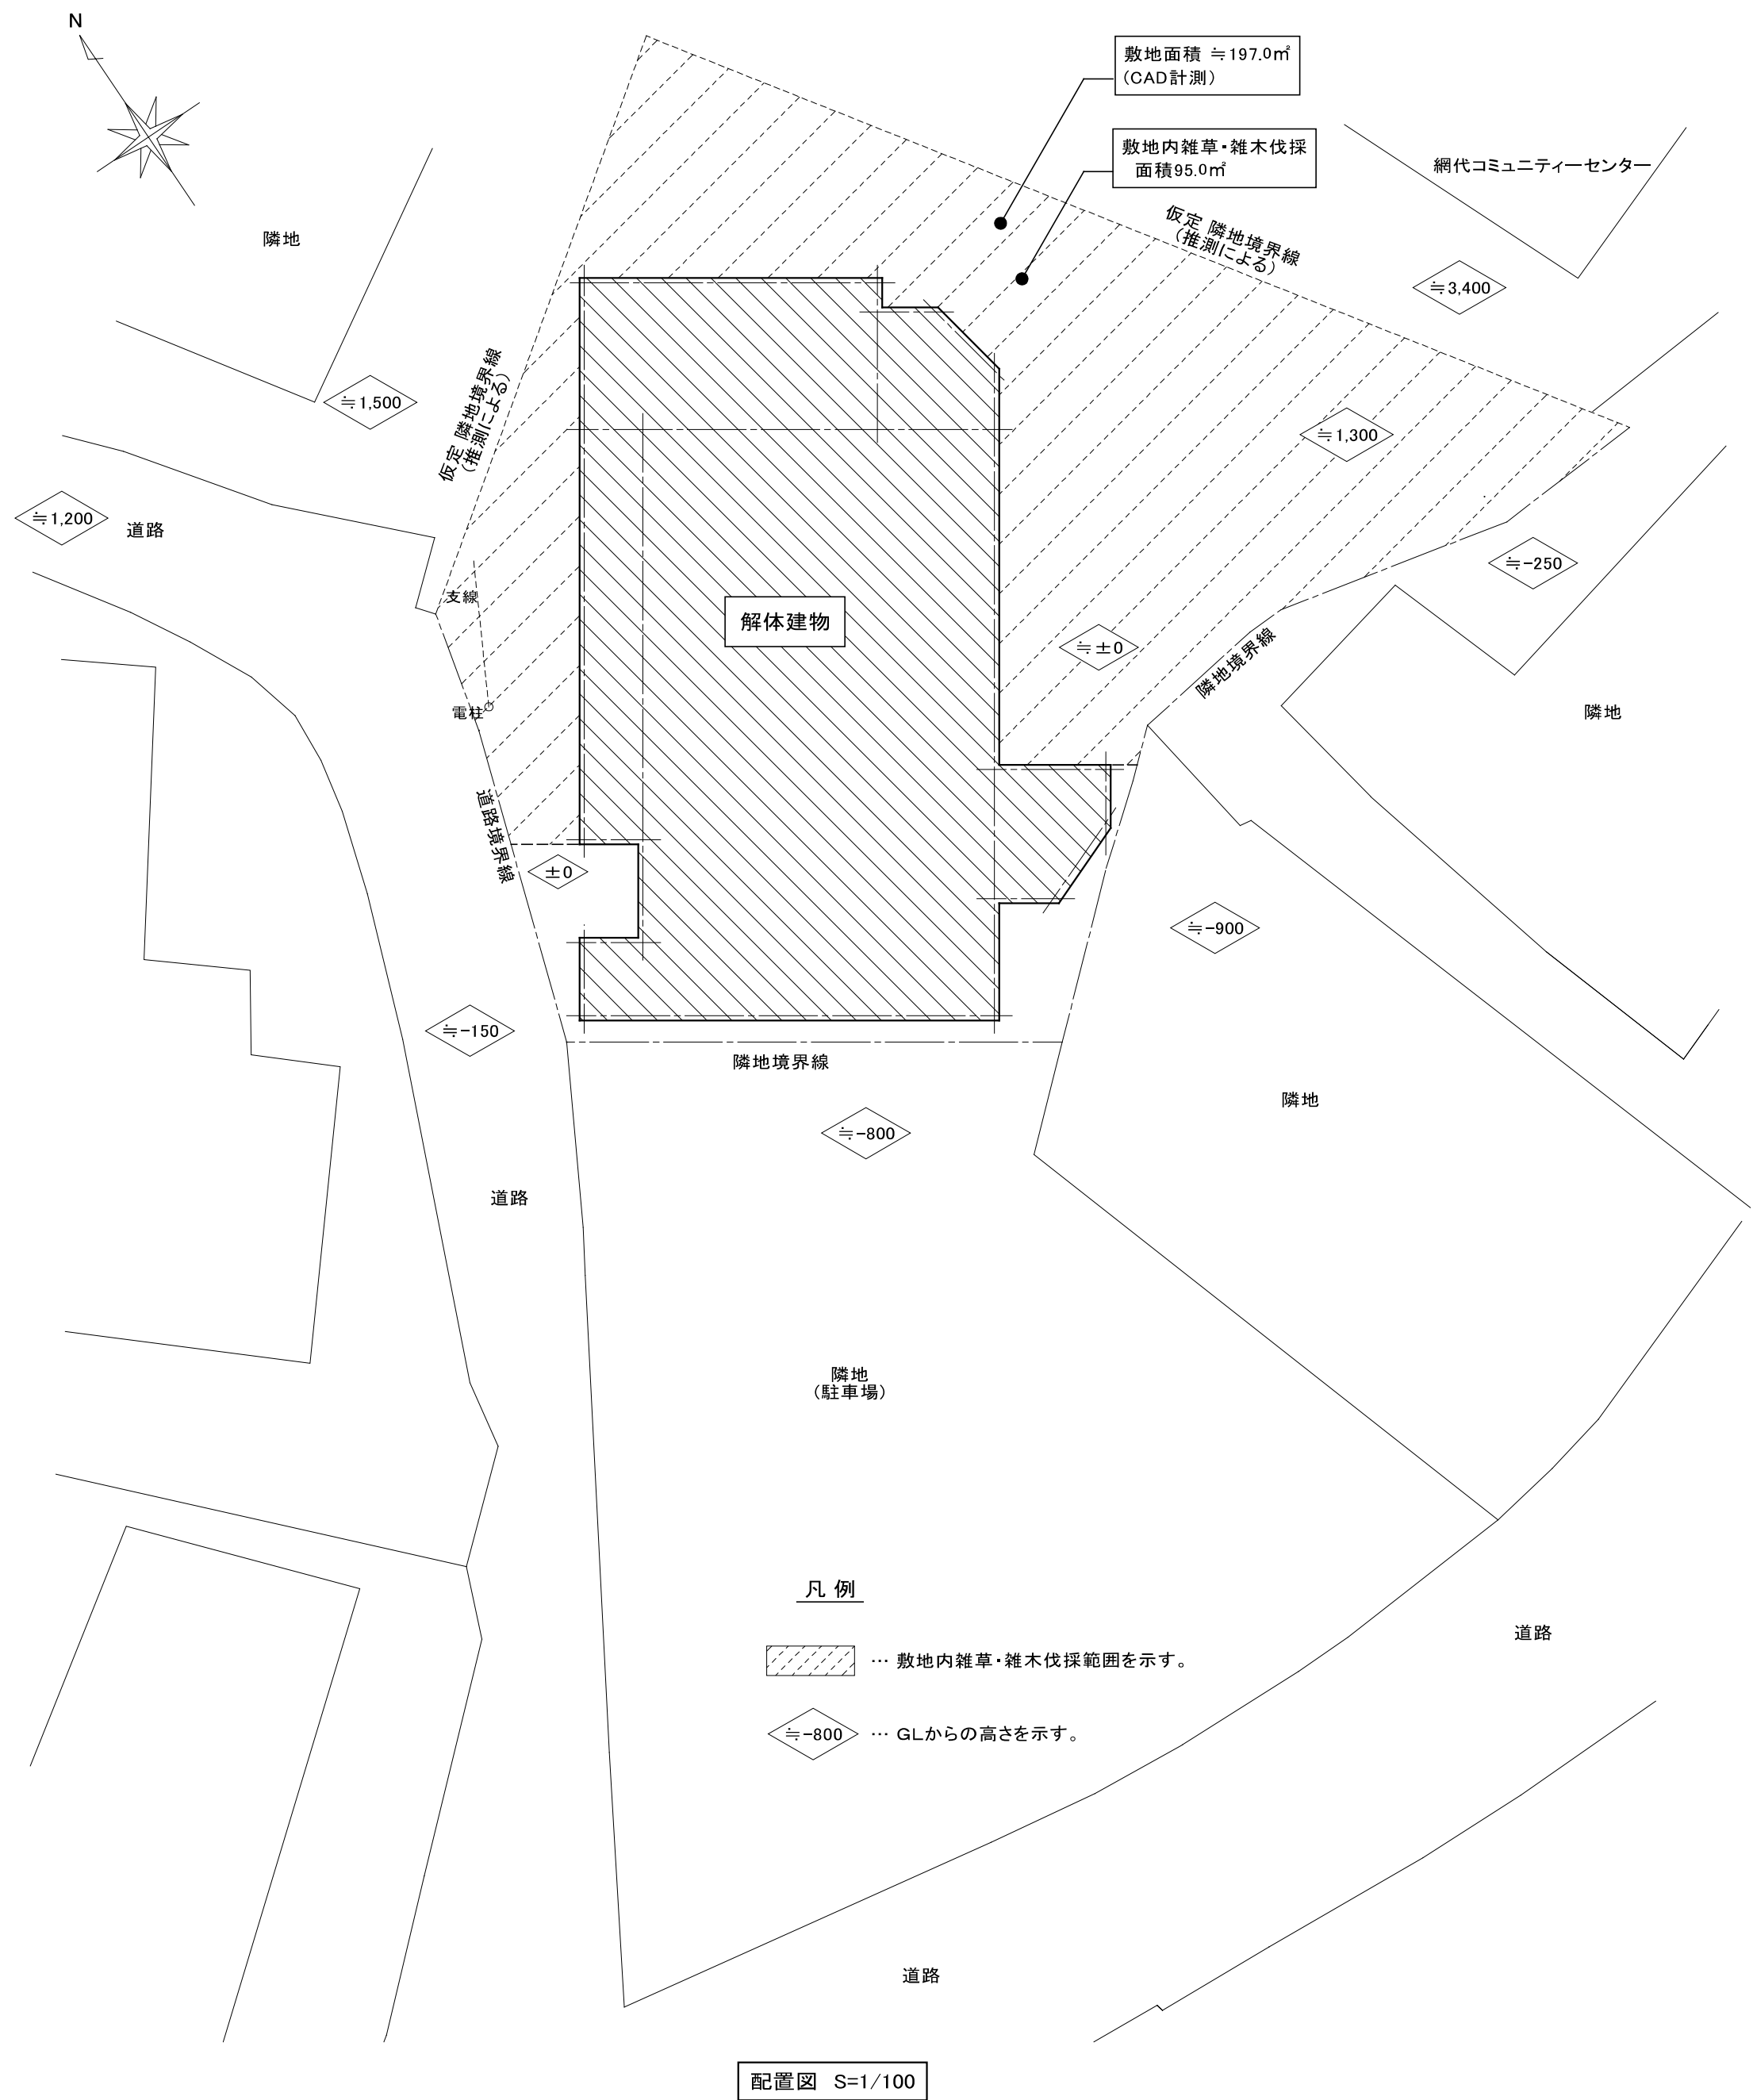 N
敷地面積 ≒197.0㎡
(CAD計測)
敷地内雑草・雑木伐採
面積95.0㎡
網代コミュニティーセンター
隣地
仮定 隣地境界線
(推測による)
≒3,400
仮定 隣地境界線
(推測による)
≒1,500
≒1,300
≒1,200
道路
≒-250
支線
解体建物
≒±0
隣地境界線
電柱
隣地
道路境界線
±0
≒-900
≒-150
隣地境界線
隣地
≒-800
道路
隣地
(駐車場)
凡 例
道路
… 敷地内雑草・雑木伐採範囲を示す。
≒-800 … GLからの高さを示す。
道路
配置図 S=1/100